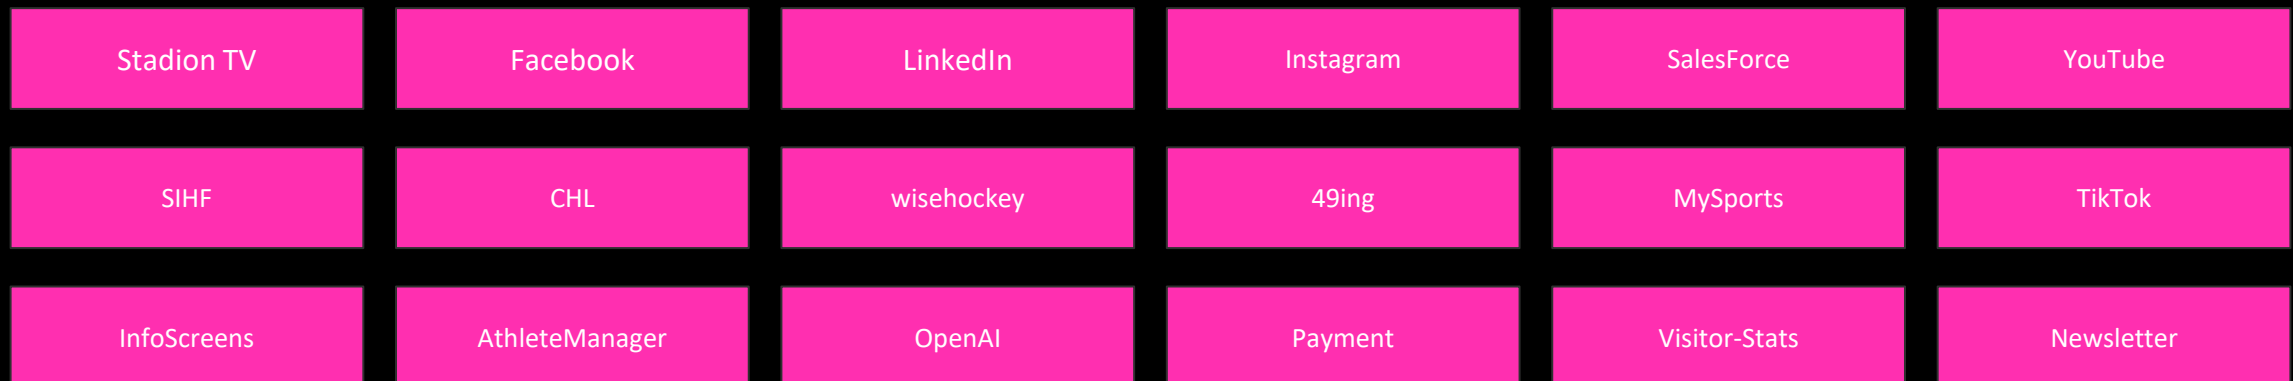 Stadion TV Facebook LinkedIn Instagram SalesForce YouTube
SIHF CHL wisehockey 49ing MySports TikTok
InfoScreens AthleteManager OpenAI Payment Visitor-Stats Newsletter